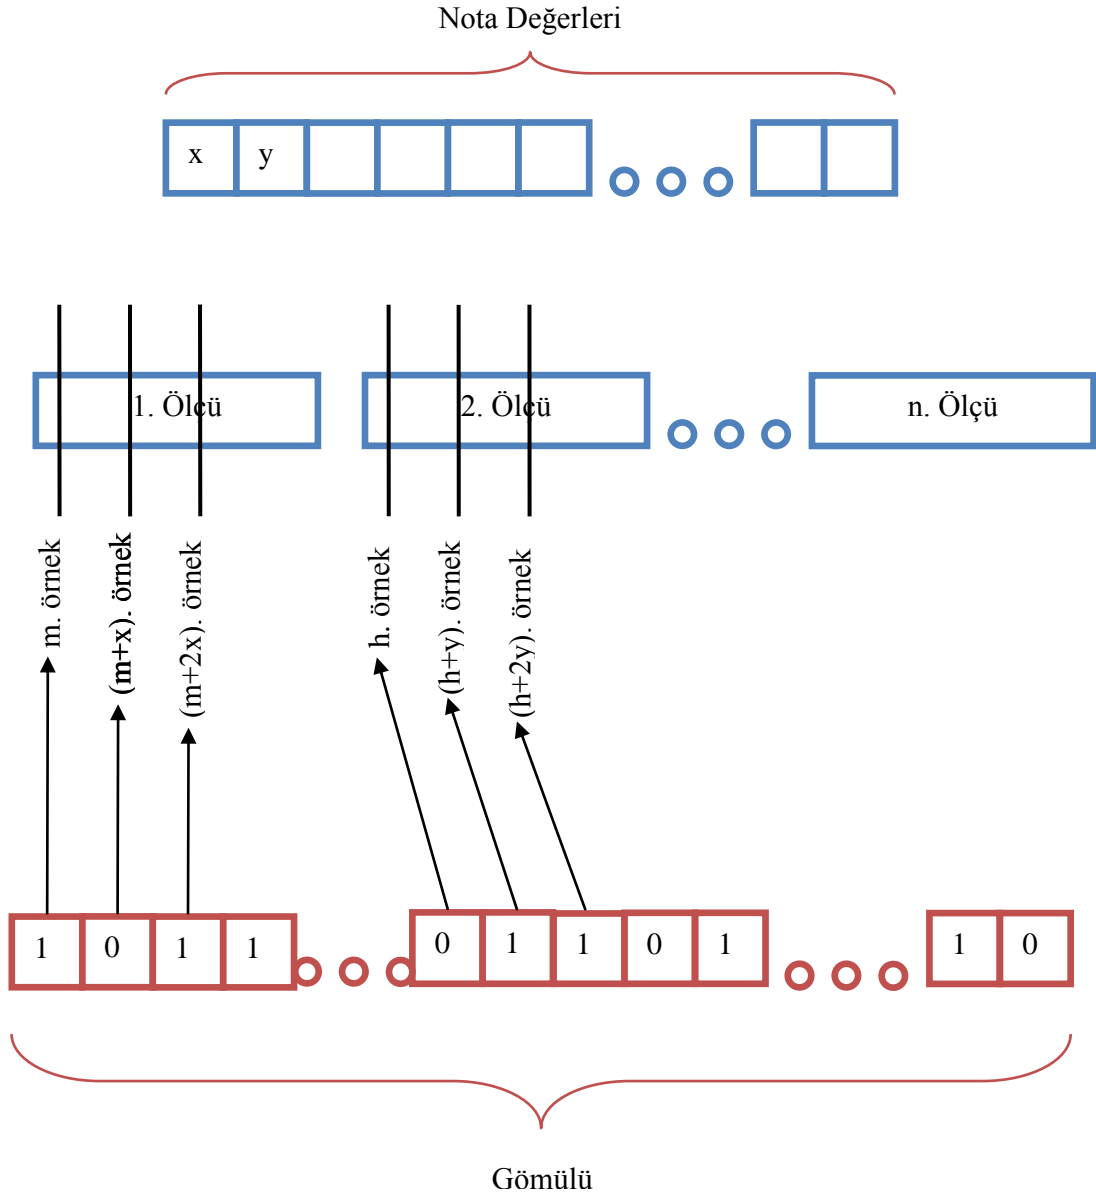 Nota Değerleri
x y
1. Ölçü 2. Ölçü n. Ölçü
m. örnek
(m+x). örnek
(m+2x). örnek
h. örnek
(h+y). örnek
(h+2y). örnek
1 0 1 1 0 1 1 0 1 1 0
Gömülü